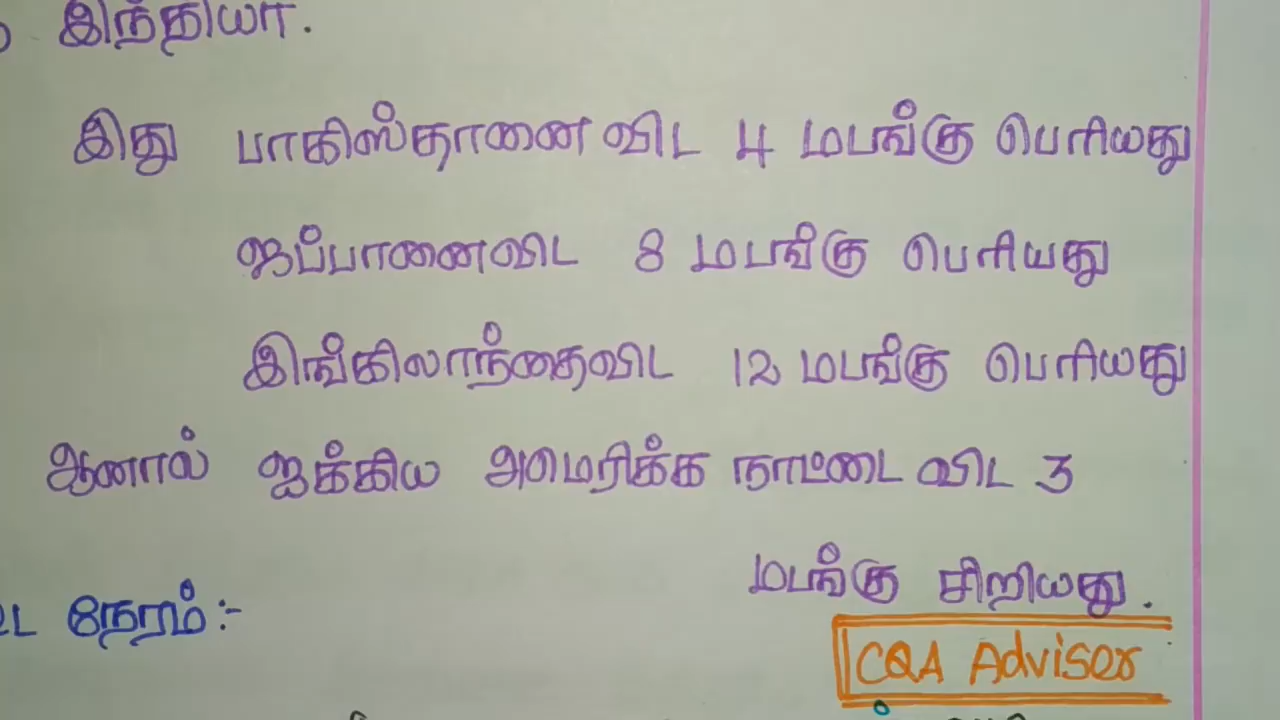 இந்தியா.
இது பாகிஸ்தானை விட 4 மடங்கு பெரியது
ஜப்பானைவிட 8 மடங்கு பெரியது
இங்கிலாந்தைவிட 12 மடங்கு பெரியது
ஆனால் ஐக்கிய அமெரிக்க நாட்டை விட 3
மடங்கு சிறியது.
நேரம்:-
CQA Adviser